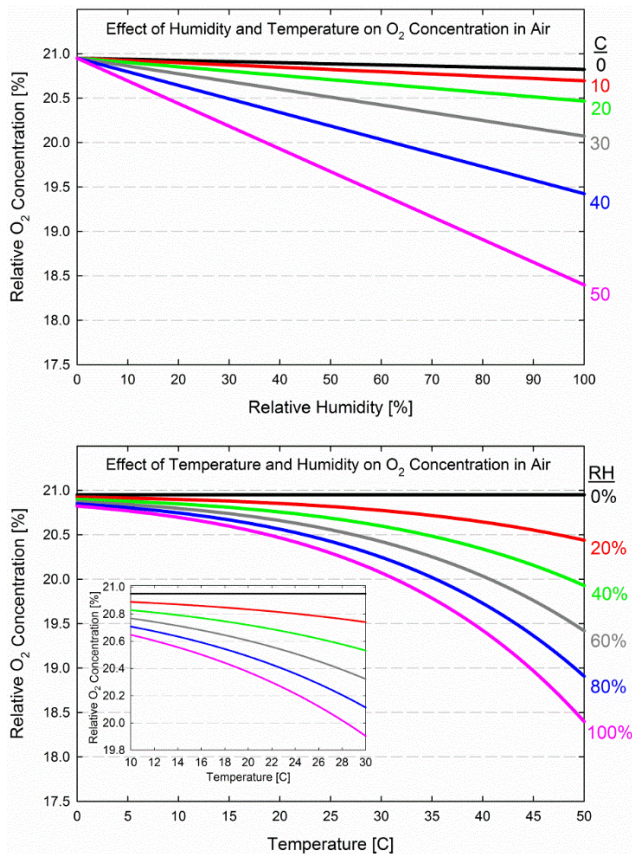 Effect of Humidity and Temperature on O2 Concentration in Air
C
21.0
20.5
20.0
19.5
19.0
18.5
18.0
17.5
Relative O2 Concentration [%]
0
10
20
30
40
50
0 10 20 30 40 50 60 70 80 90 100
Relative Humidity [%]
Effect of Temperature and Humidity on O2 Concentration in Air
RH
21.0
20.5
20.0
19.5
19.0
18.5
18.0
17.5
Relative O2 Concentration [%]
0%
20%
40%
60%
80%
100%
21.0
20.8
20.6
20.4
20.2
20.0
19.8
Relative O2 Concentration [%]
10 12 14 16 18 20 22 24 26 28 30
Temperature [C]
0 5 10 15 20 25 30 35 40 45 50
Temperature [C]